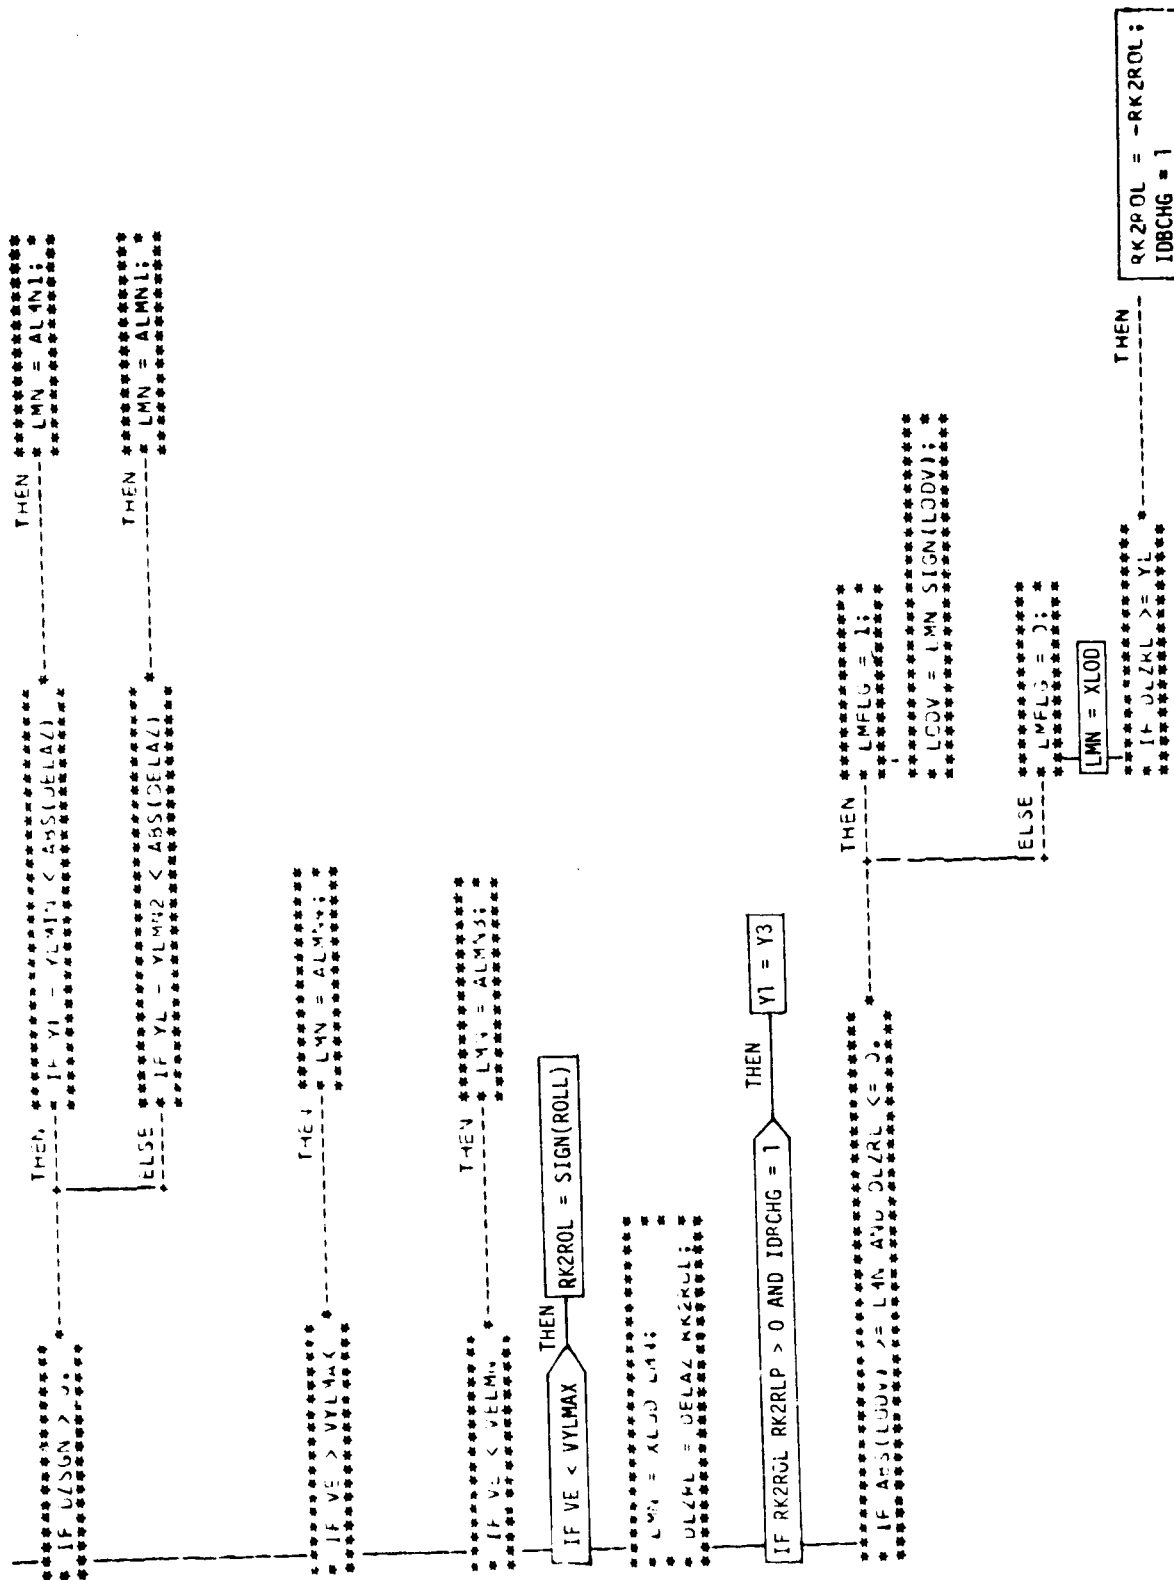 IF DZSGN > 0.
THEN
IF YL - YLMIN < ABS(DELAZ)
THEN
LMN = ALMN1;
ELSE
IF YL - YLMN2 < ABS(DELAZ)
THEN
LMN = ALMN1;
IF VE > VYLMAX
THEN
LMN = ALMN4;
IF VE < VELMN
THEN
LMN = ALMN3;
IF VE < VYLMAX
THEN
RK2ROL = SIGN(ROLL)
LMN = XLOD LMN;
DLZRL = DELAZ RK2ROL;
IF RK2ROL RK2RLP > 0 AND IDBCHG = 1
THEN
Y1 = Y3
IF ABS(LODV) >= LMN AND DLZRL <= 0.
THEN
LMFLG = 1;
LODV = LMN SIGN(LODV);
ELSE
LMFLG = 0;
LMN = XLOD
IF DLZRL >= YL
THEN
RK2ROL = -RK2ROL;
IDBCHG = 1